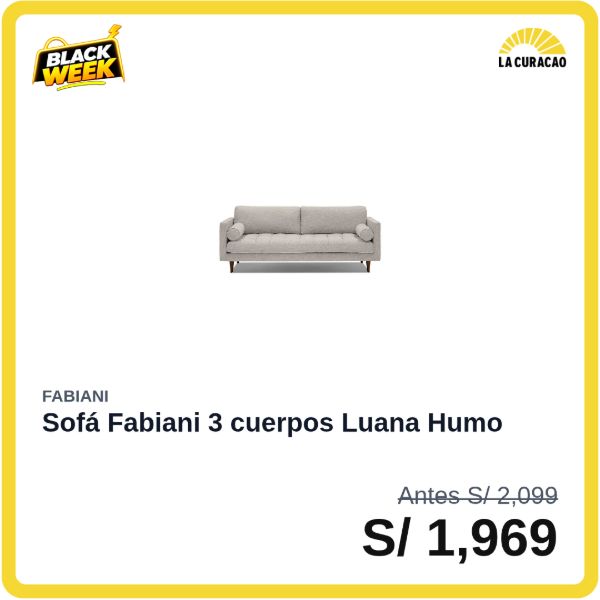 BLACK
WEEK
LA CURACAO
FABIANI
Sofá Fabiani 3 cuerpos Luana Humo
Antes S/ 2,099
S/ 1,969